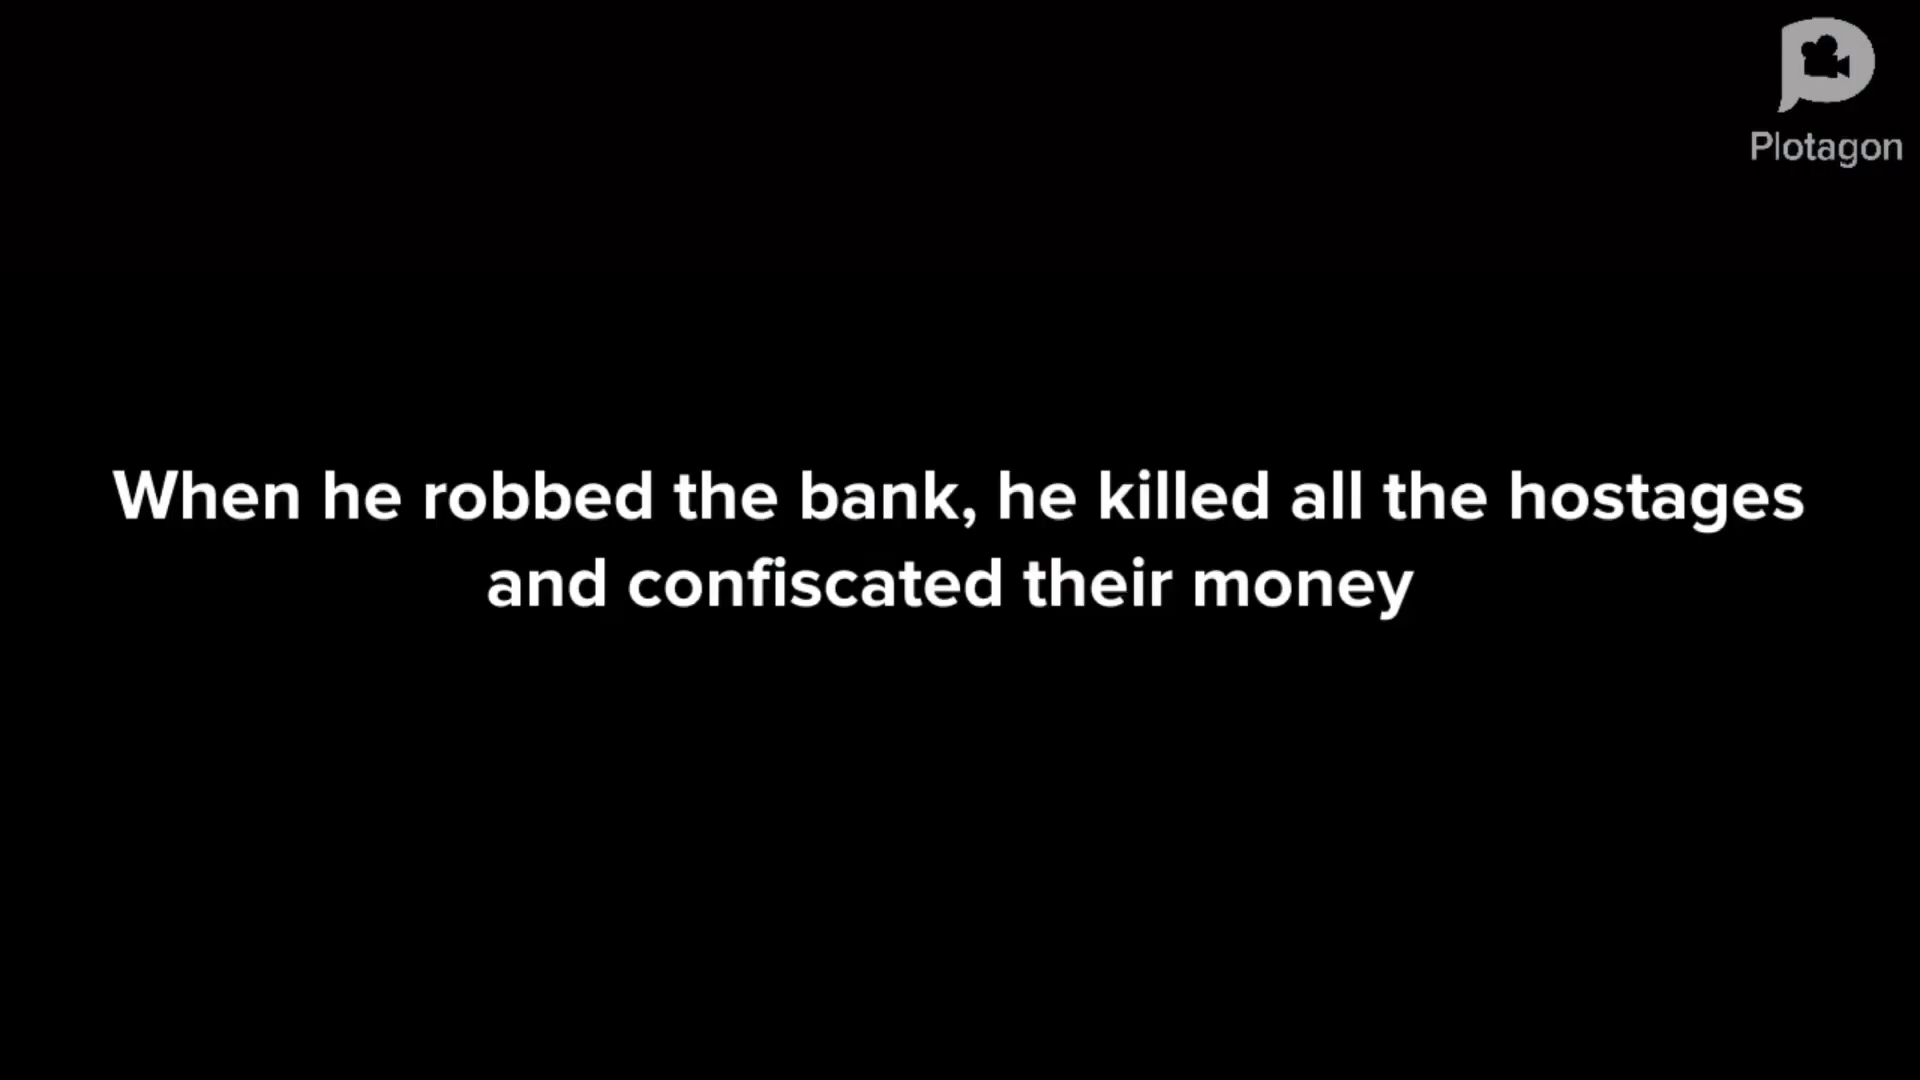 Plotagon
When he robbed the bank, he killed all the hostages
and confiscated their money